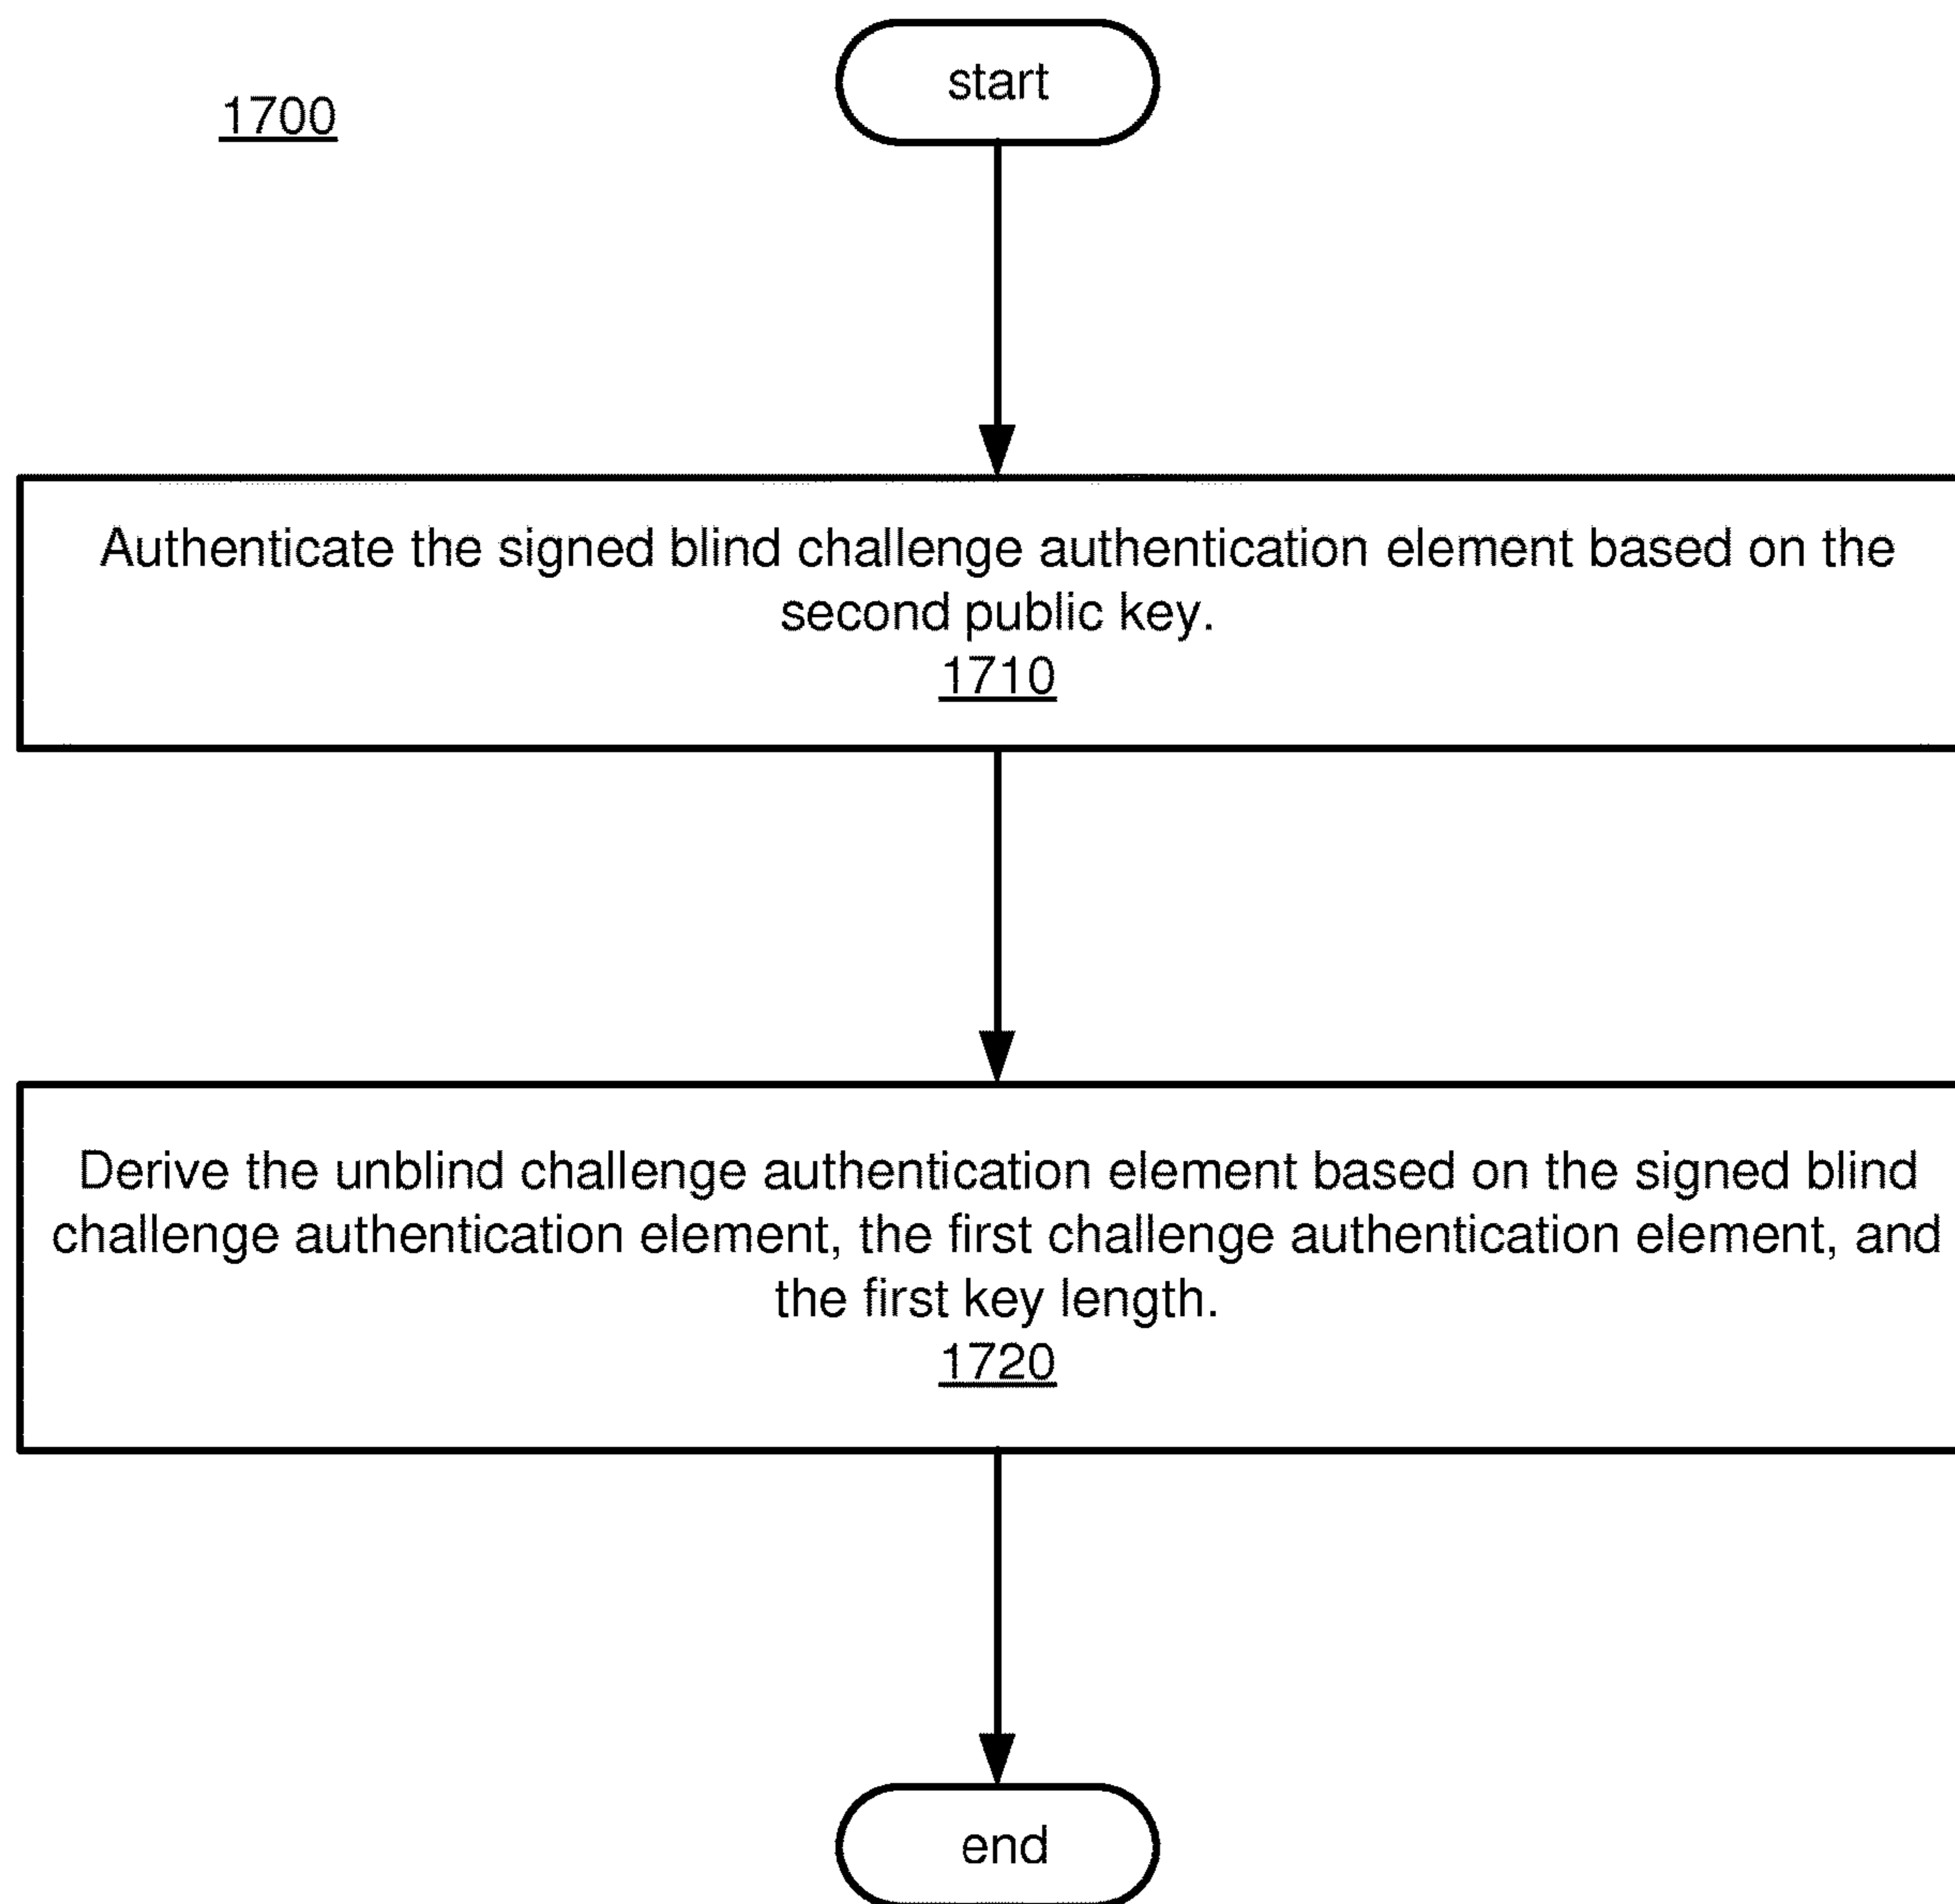 start
1700
Authenticate the signed blind challenge authentication element based on the
second public key.
1710
Derive the unblind challenge authentication element based on the signed blind
challenge authentication element, the first challenge authentication element, and
the first key length.
1720
end